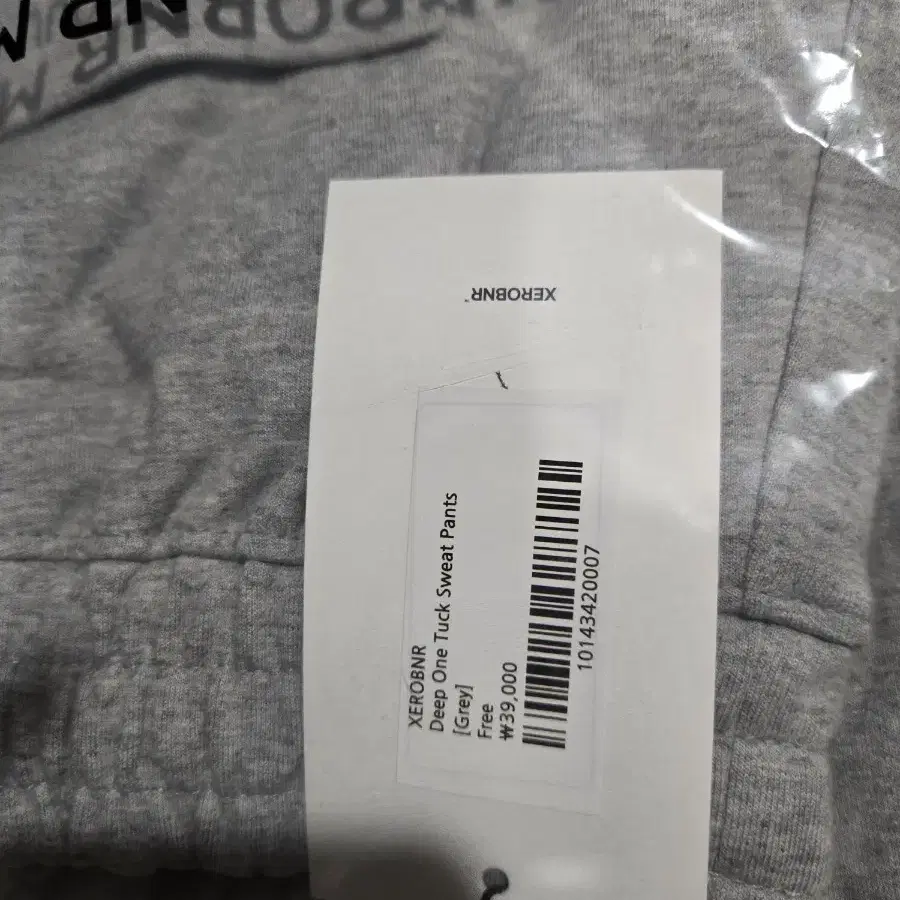 XEROBNR
XEROBNR
Deep One Tuck Sweat Pants
[Grey]
Free
₩39,000
10143420007